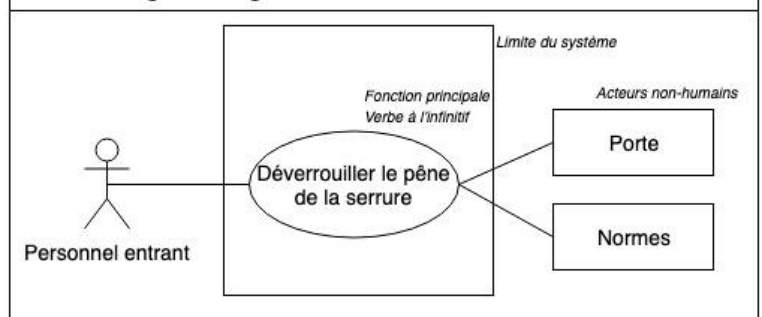 Limite du système
Fonction principale
Verbe à l'infinitif
Acteurs non-humains
Déverrouiller le pêne
de la serrure
Porte
Normes
Personnel entrant